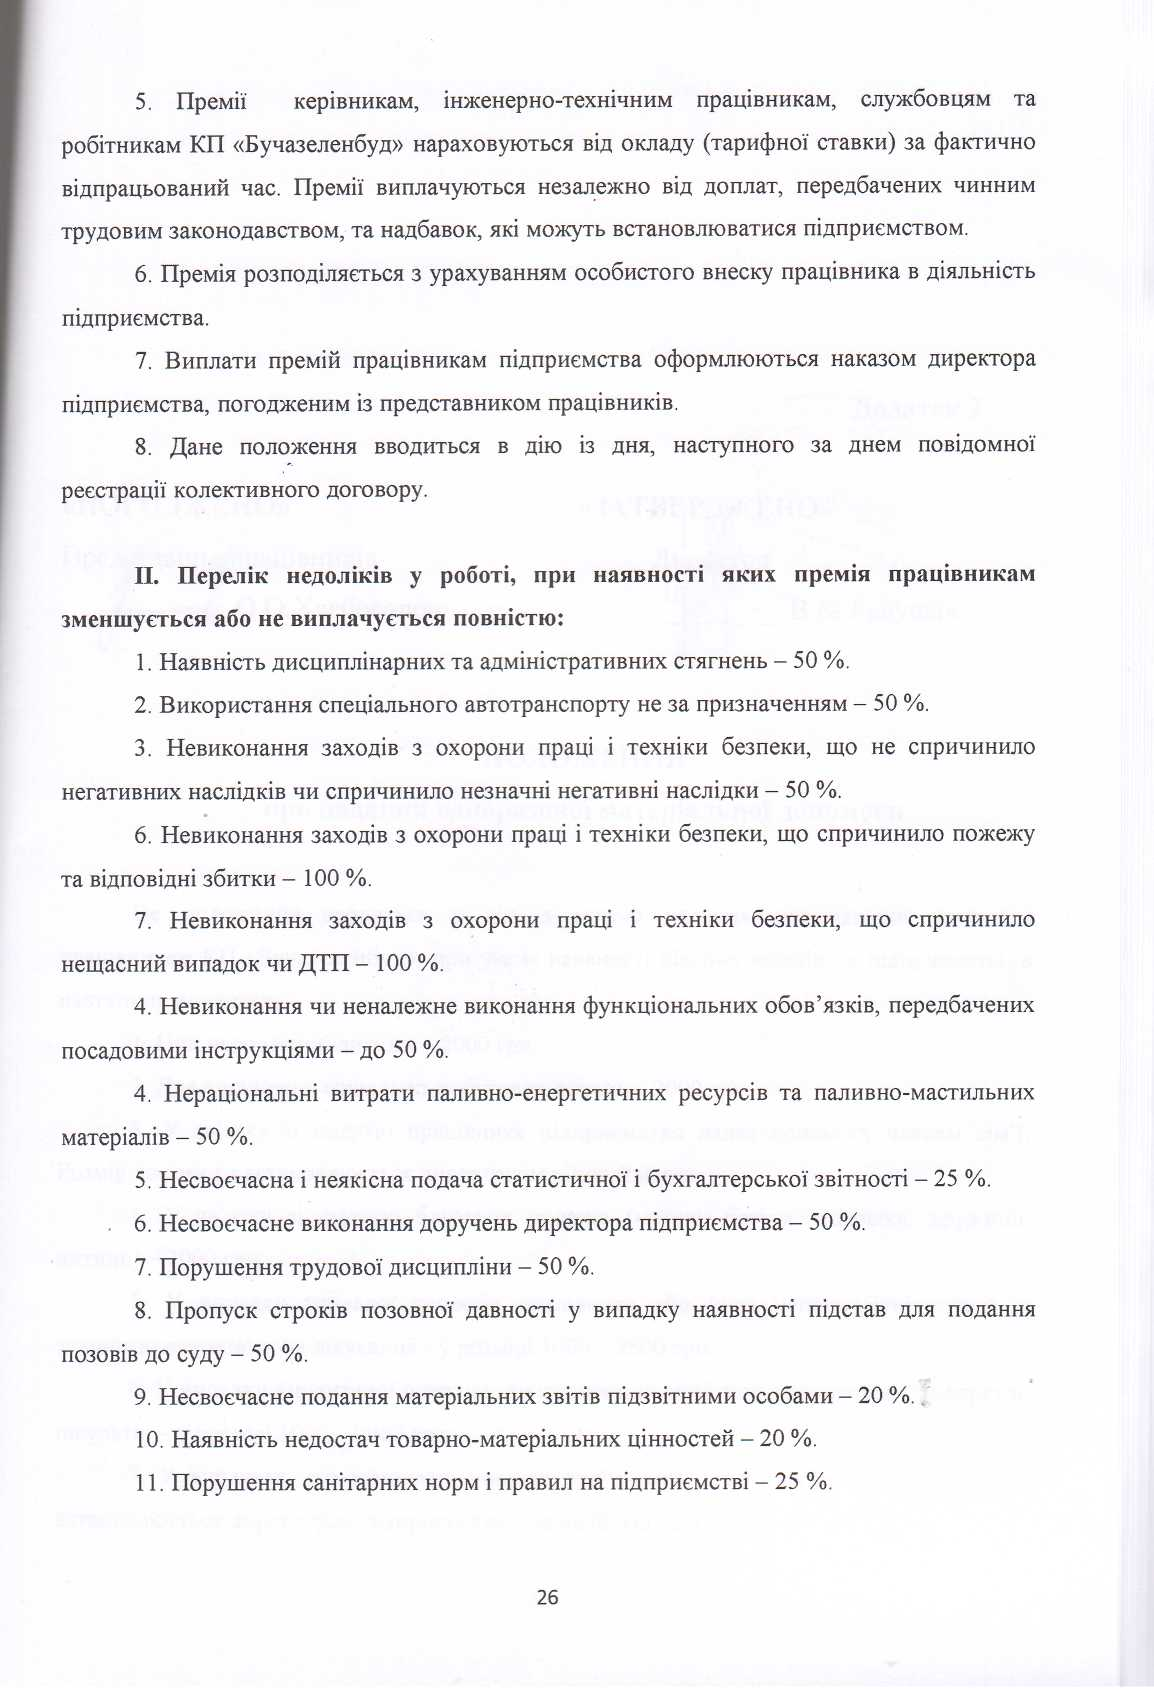 5. Премії керівникам, інженерно-технічним працівникам, службовцям та
робітникам КП «Бучазеленбуд» нараховуються від окладу (тарифної ставки) за фактично
відпрацьований час. Премії виплачуються незалежно від доплат, передбачених чинним
трудовим законодавством, та надбавок, які можуть встановлюватися підприємством.
6. Премія розподіляється з урахуванням особистого внеску працівника в діяльність
підприємства.
7. Виплати премій працівникам підприємства оформлюються наказом директора
підприємства, погодженим із представником працівників.
8. Дане положення вводиться в дію із дня, наступного за днем повідомної
реєстрації колективного договору.
ІІ. Перелік недоліків у роботі, при наявності яких премія працівникам
зменшується або не виплачується повністю:
1. Наявність дисциплінарних та адміністративних стягнень – 50 %.
2. Використання спеціального автотранспорту не за призначенням – 50 %.
3. Невиконання заходів з охорони праці і техніки безпеки, що не спричинило
негативних наслідків чи спричинило незначні негативні наслідки – 50 %.
6. Невиконання заходів з охорони праці і техніки безпеки, що спричинило пожежу
та відповідні збитки – 100 %.
7. Невиконання заходів з охорони праці і техніки безпеки, що спричинило
нещасний випадок чи ДТП – 100 %.
4. Невиконання чи неналежне виконання функціональних обов’язків, передбачених
посадовими інструкціями – до 50 %.
4. Нераціональні витрати паливно-енергетичних ресурсів та паливно-мастильних
матеріалів – 50 %.
5. Несвоєчасна і неякісна подача статистичної і бухгалтерської звітності – 25 %.
6. Несвоєчасне виконання доручень директора підприємства – 50 %.
7. Порушення трудової дисципліни – 50 %.
8. Пропуск строків позовної давності у випадку наявності підстав для подання
позовів до суду – 50 %.
9. Несвоєчасне подання матеріальних звітів підзвітними особами – 20 %.
10. Наявність недостач товарно-матеріальних цінностей – 20 %.
11. Порушення санітарних норм і правил на підприємстві – 25 %.
26